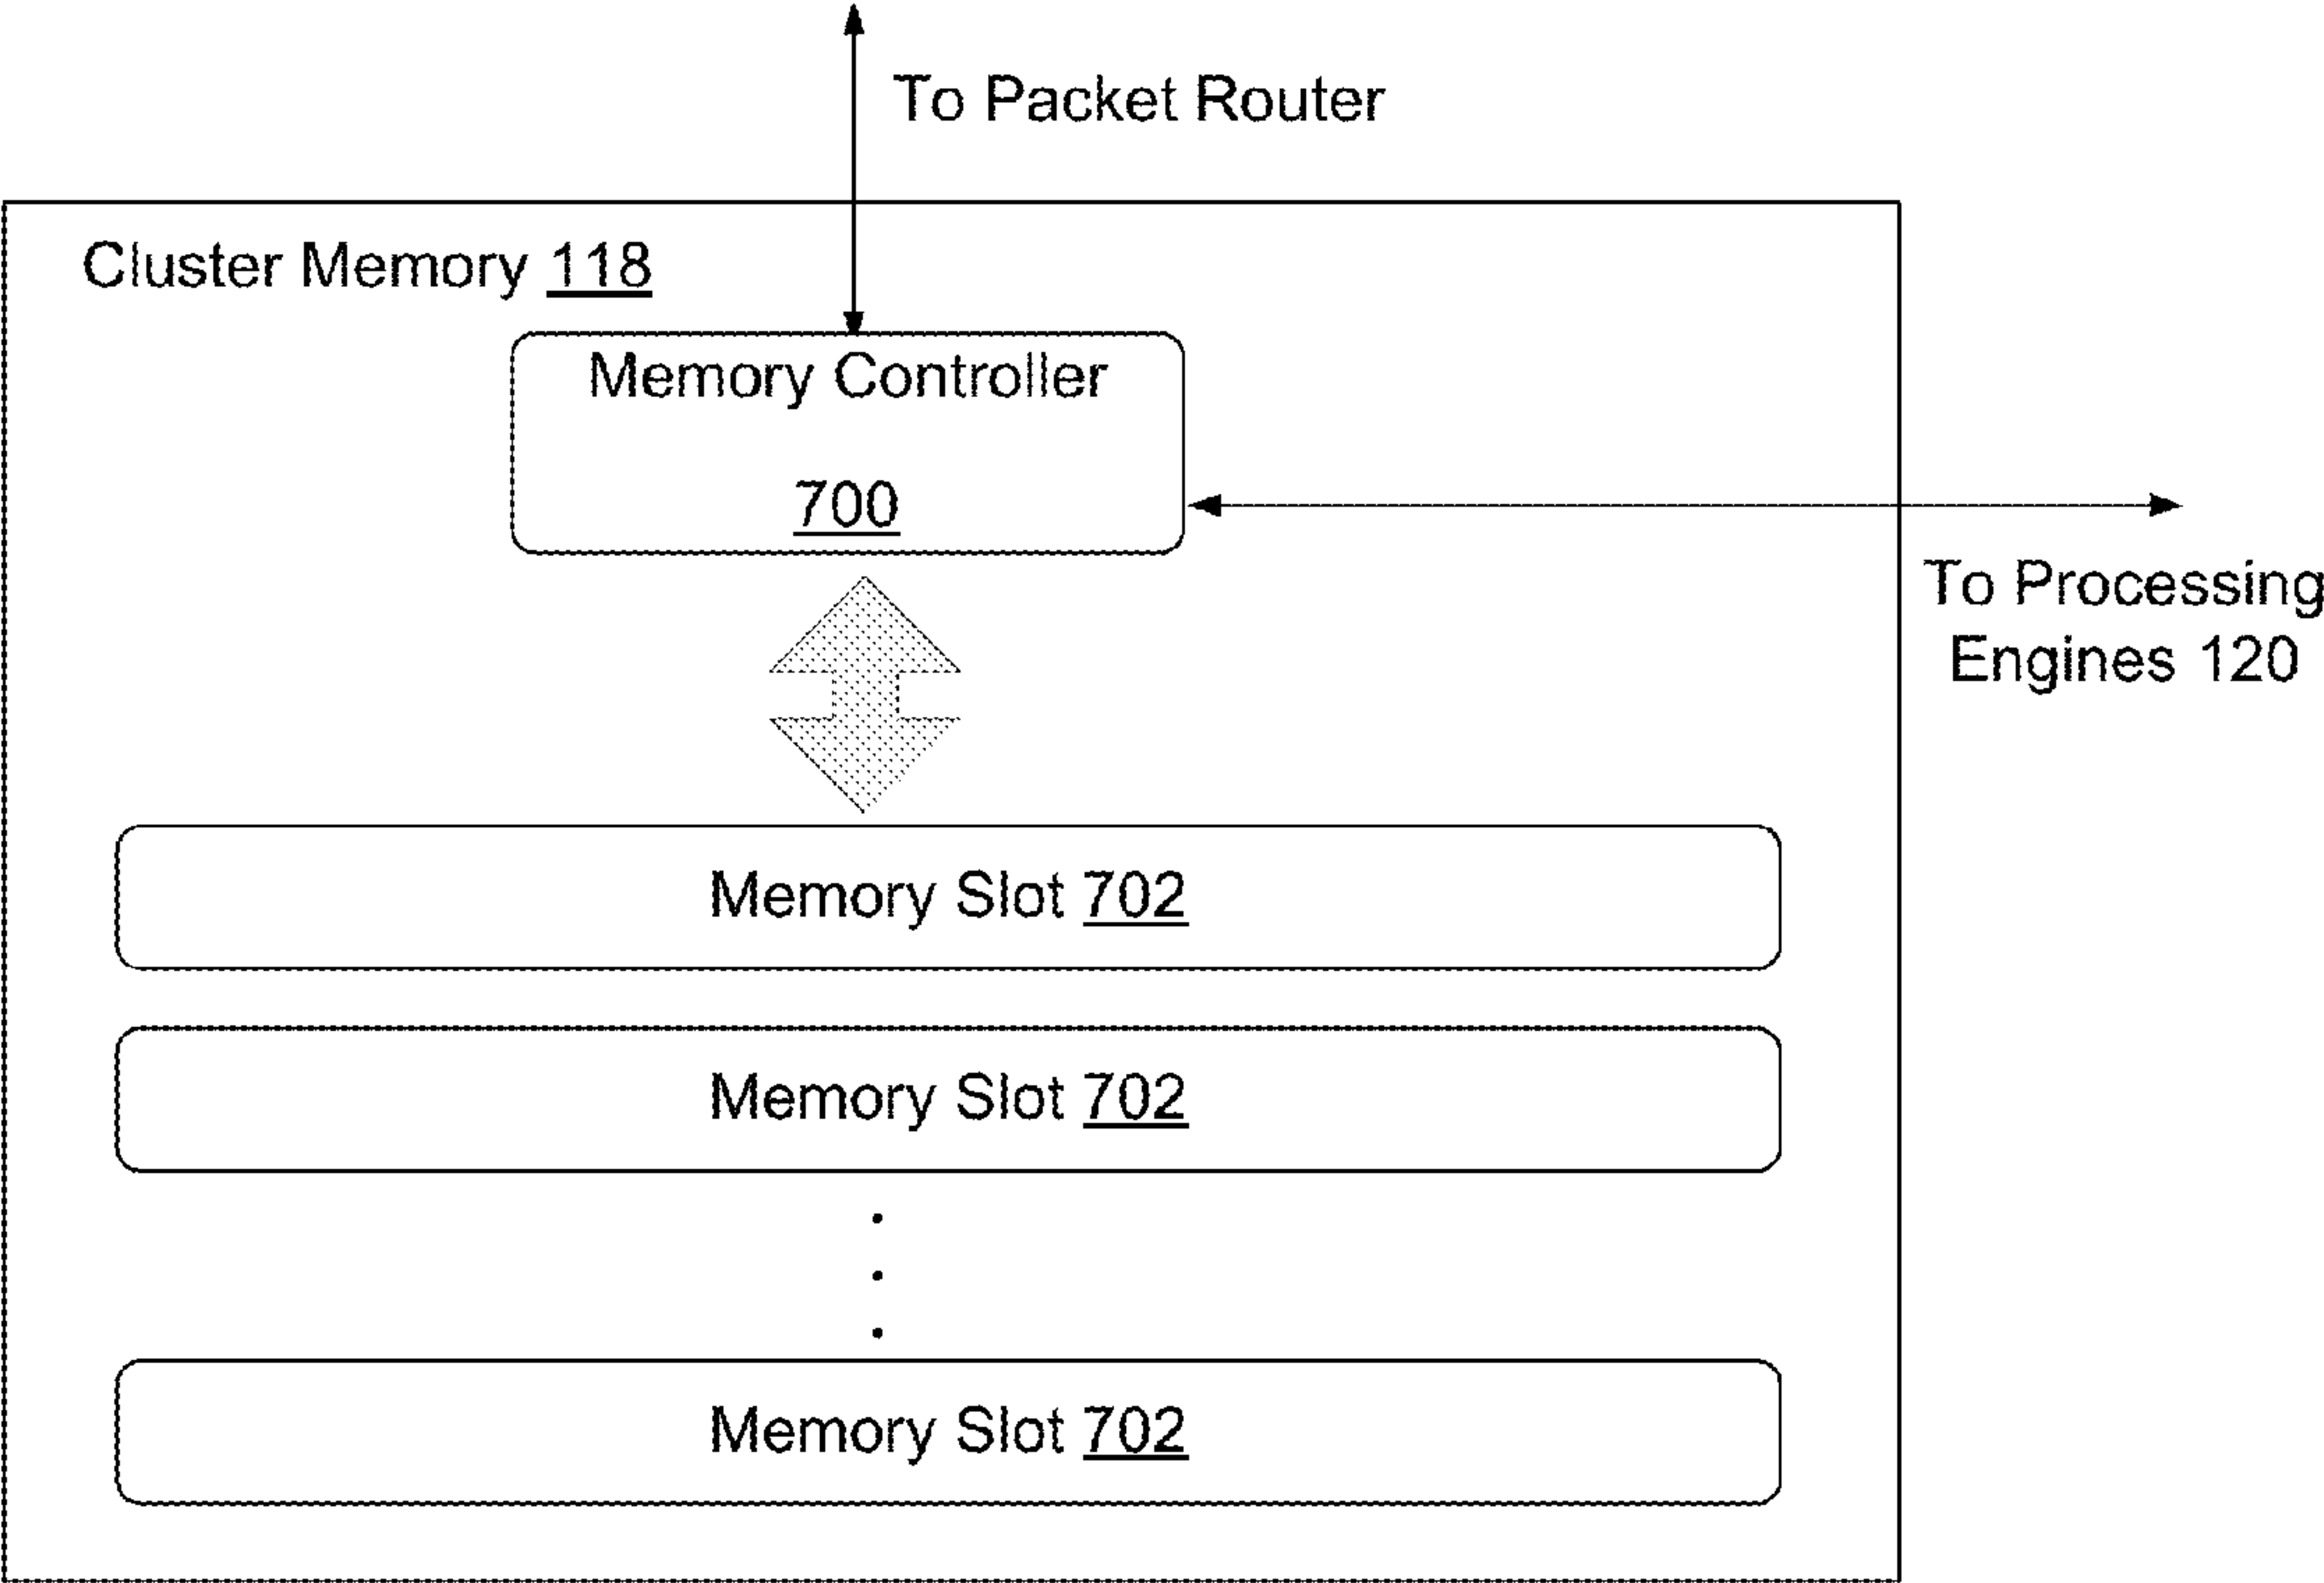 To Packet Router
Cluster Memory 118
Memory Controller
700
To Processing
Engines 120
Memory Slot 702
Memory Slot 702
Memory Slot 702